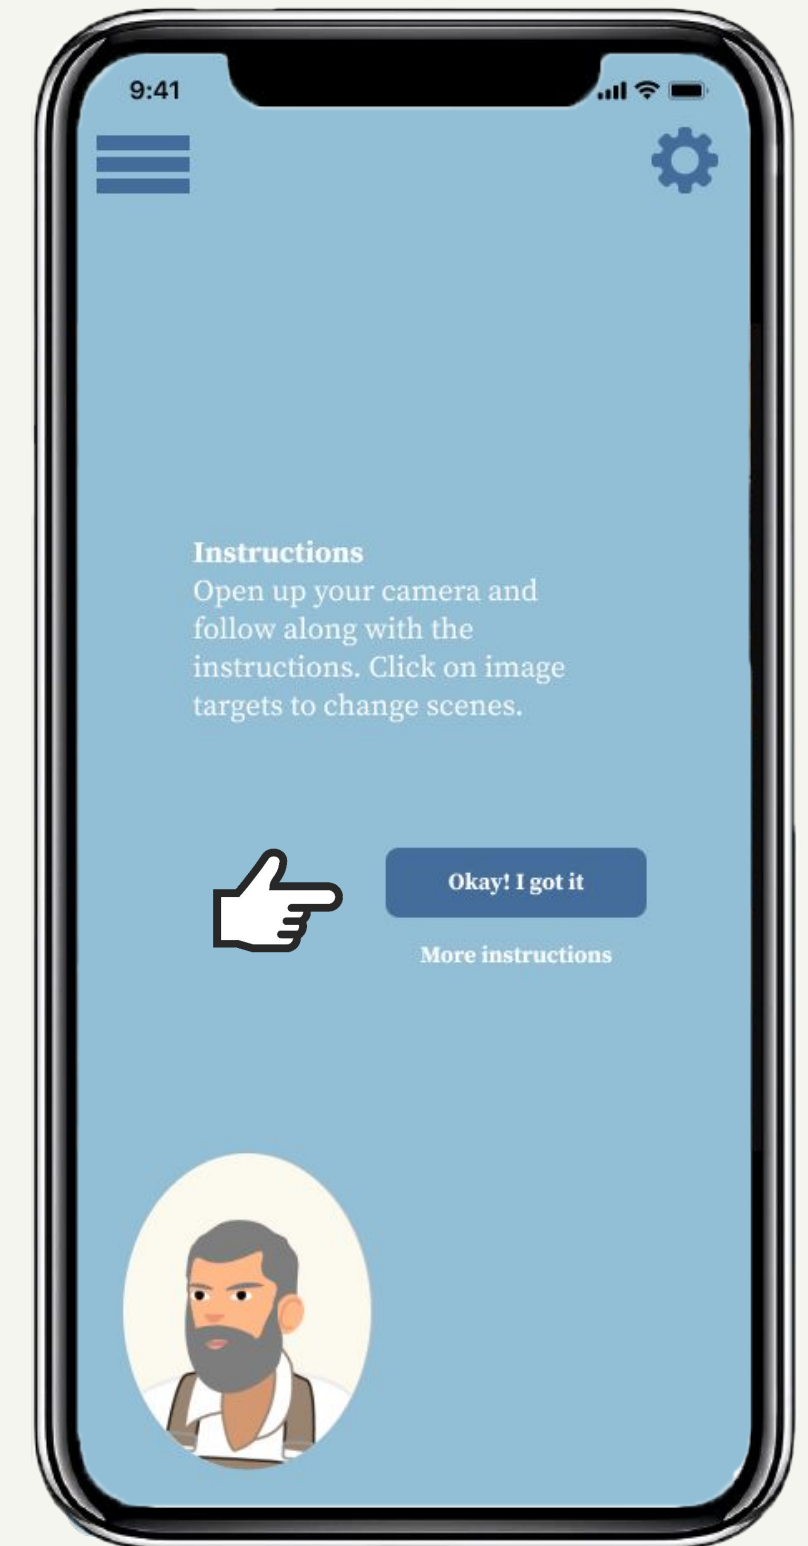 9:41
Instructions
Open up your camera and
follow along with the
instructions. Click on image
targets to change scenes.
Okay! I got it
More instructions